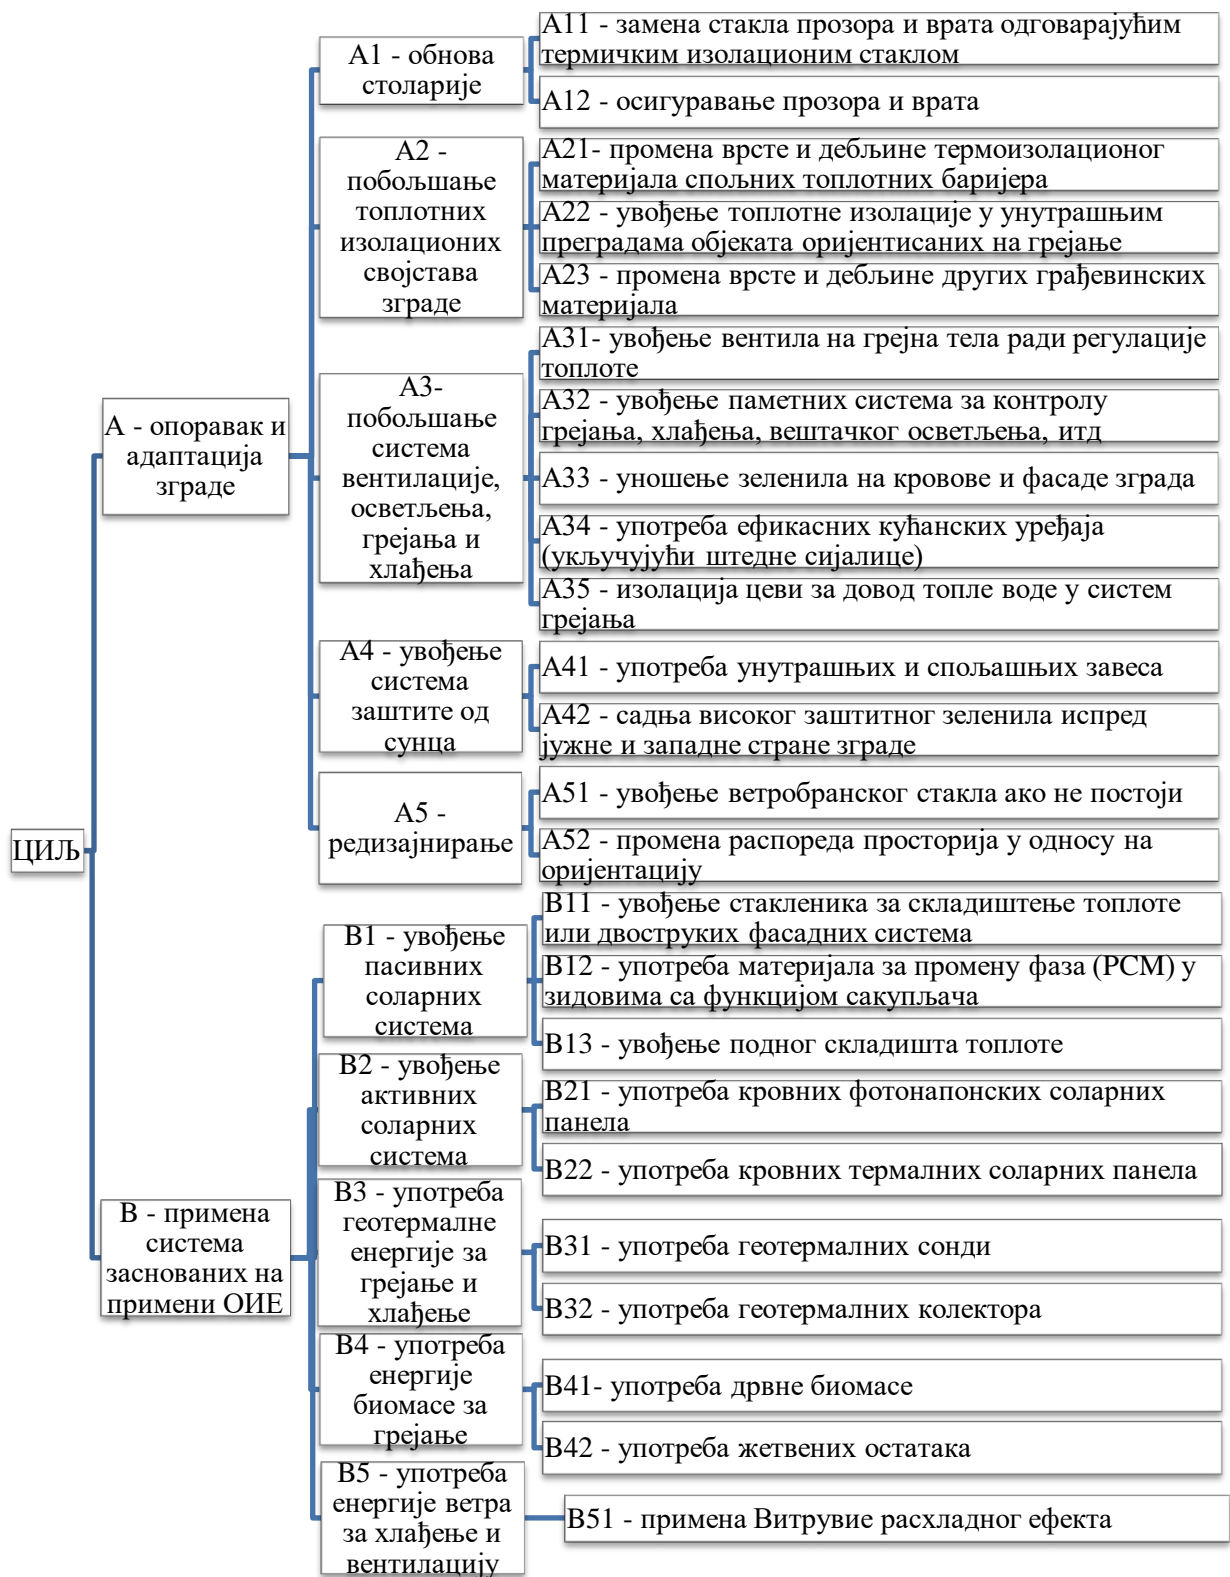 ЦИЉ
А - опоравак и
адаптација
зграде
А1 - обнова
столарије
А11 - замена стакла прозора и врата одговарајућим
термичким изолационим стаклом
А12 - осигуравање прозора и врата
А2 -
побољшање
топлотних
изолационих
својстава
зграде
А21- промена врсте и дебљине термоизолационог
материјала спољних топлотних баријера
А22 - увођење топлотне изолације у унутрашњим
преградама објеката оријентисаних на грејање
А23 - промена врсте и дебљине других грађевинских
материјала
А3-
побољшање
система
вентилације,
осветљења,
грејања и
хлађења
А31- увођење вентила на грејна тела ради регулације
топлоте
А32 - увођење паметних система за контролу
грејања, хлађења, вештачког осветљења, итд
А33 - уношење зеленила на кровове и фасаде зграда
А34 - употреба ефикасних кућанских уређаја
(укључујући штедне сијалице)
А35 - изолација цеви за довод топле воде у систем
грејања
А4 - увођење
система
заштите од
сунца
А41 - употреба унутрашњих и спољашњих завеса
А42 - садња високог заштитног зеленила испред
јужне и западне стране зграде
А5 -
редизајнирање
А51 - увођење ветробранског стакла ако не постоји
А52 - промена распореда просторија у односу на
оријентацију
В - примена
система
заснованих на
примени ОИЕ
В1 - увођење
пасивних
соларних
система
В11 - увођење стакленика за складиштење топлоте
или двоструких фасадних система
В12 - употреба материјала за промену фаза (PCM) у
зидовима са функцијом сакупљача
В13 - увођење подног складишта топлоте
В2 - увођење
активних
соларних
система
В21 - употреба кровних фотонапонских соларних
панела
В22 - употреба кровних термалних соларних панела
В3 - употреба
геотермалне
енергије за
грејање и
хлађење
В31 - употреба геотермалних сонди
В32 - употреба геотермалних колектора
В4 - употреба
енергије
биомасе за
грејање
В41- употреба дрвне биомасе
В42 - употреба жетвених остатака
В5 - употреба
енергије ветра
за хлађење и
вентилацију
В51 - примена Витрувие расхладног ефекта